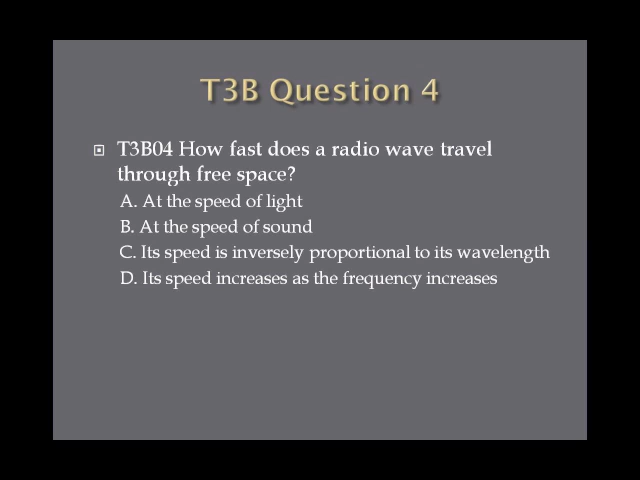 T3B Question 4
T3B04 How fast does a radio wave travel
through free space?
A. At the speed of light
B. At the speed of sound
C. Its speed is inversely proportional to its wavelength
D. Its speed increases as the frequency increases